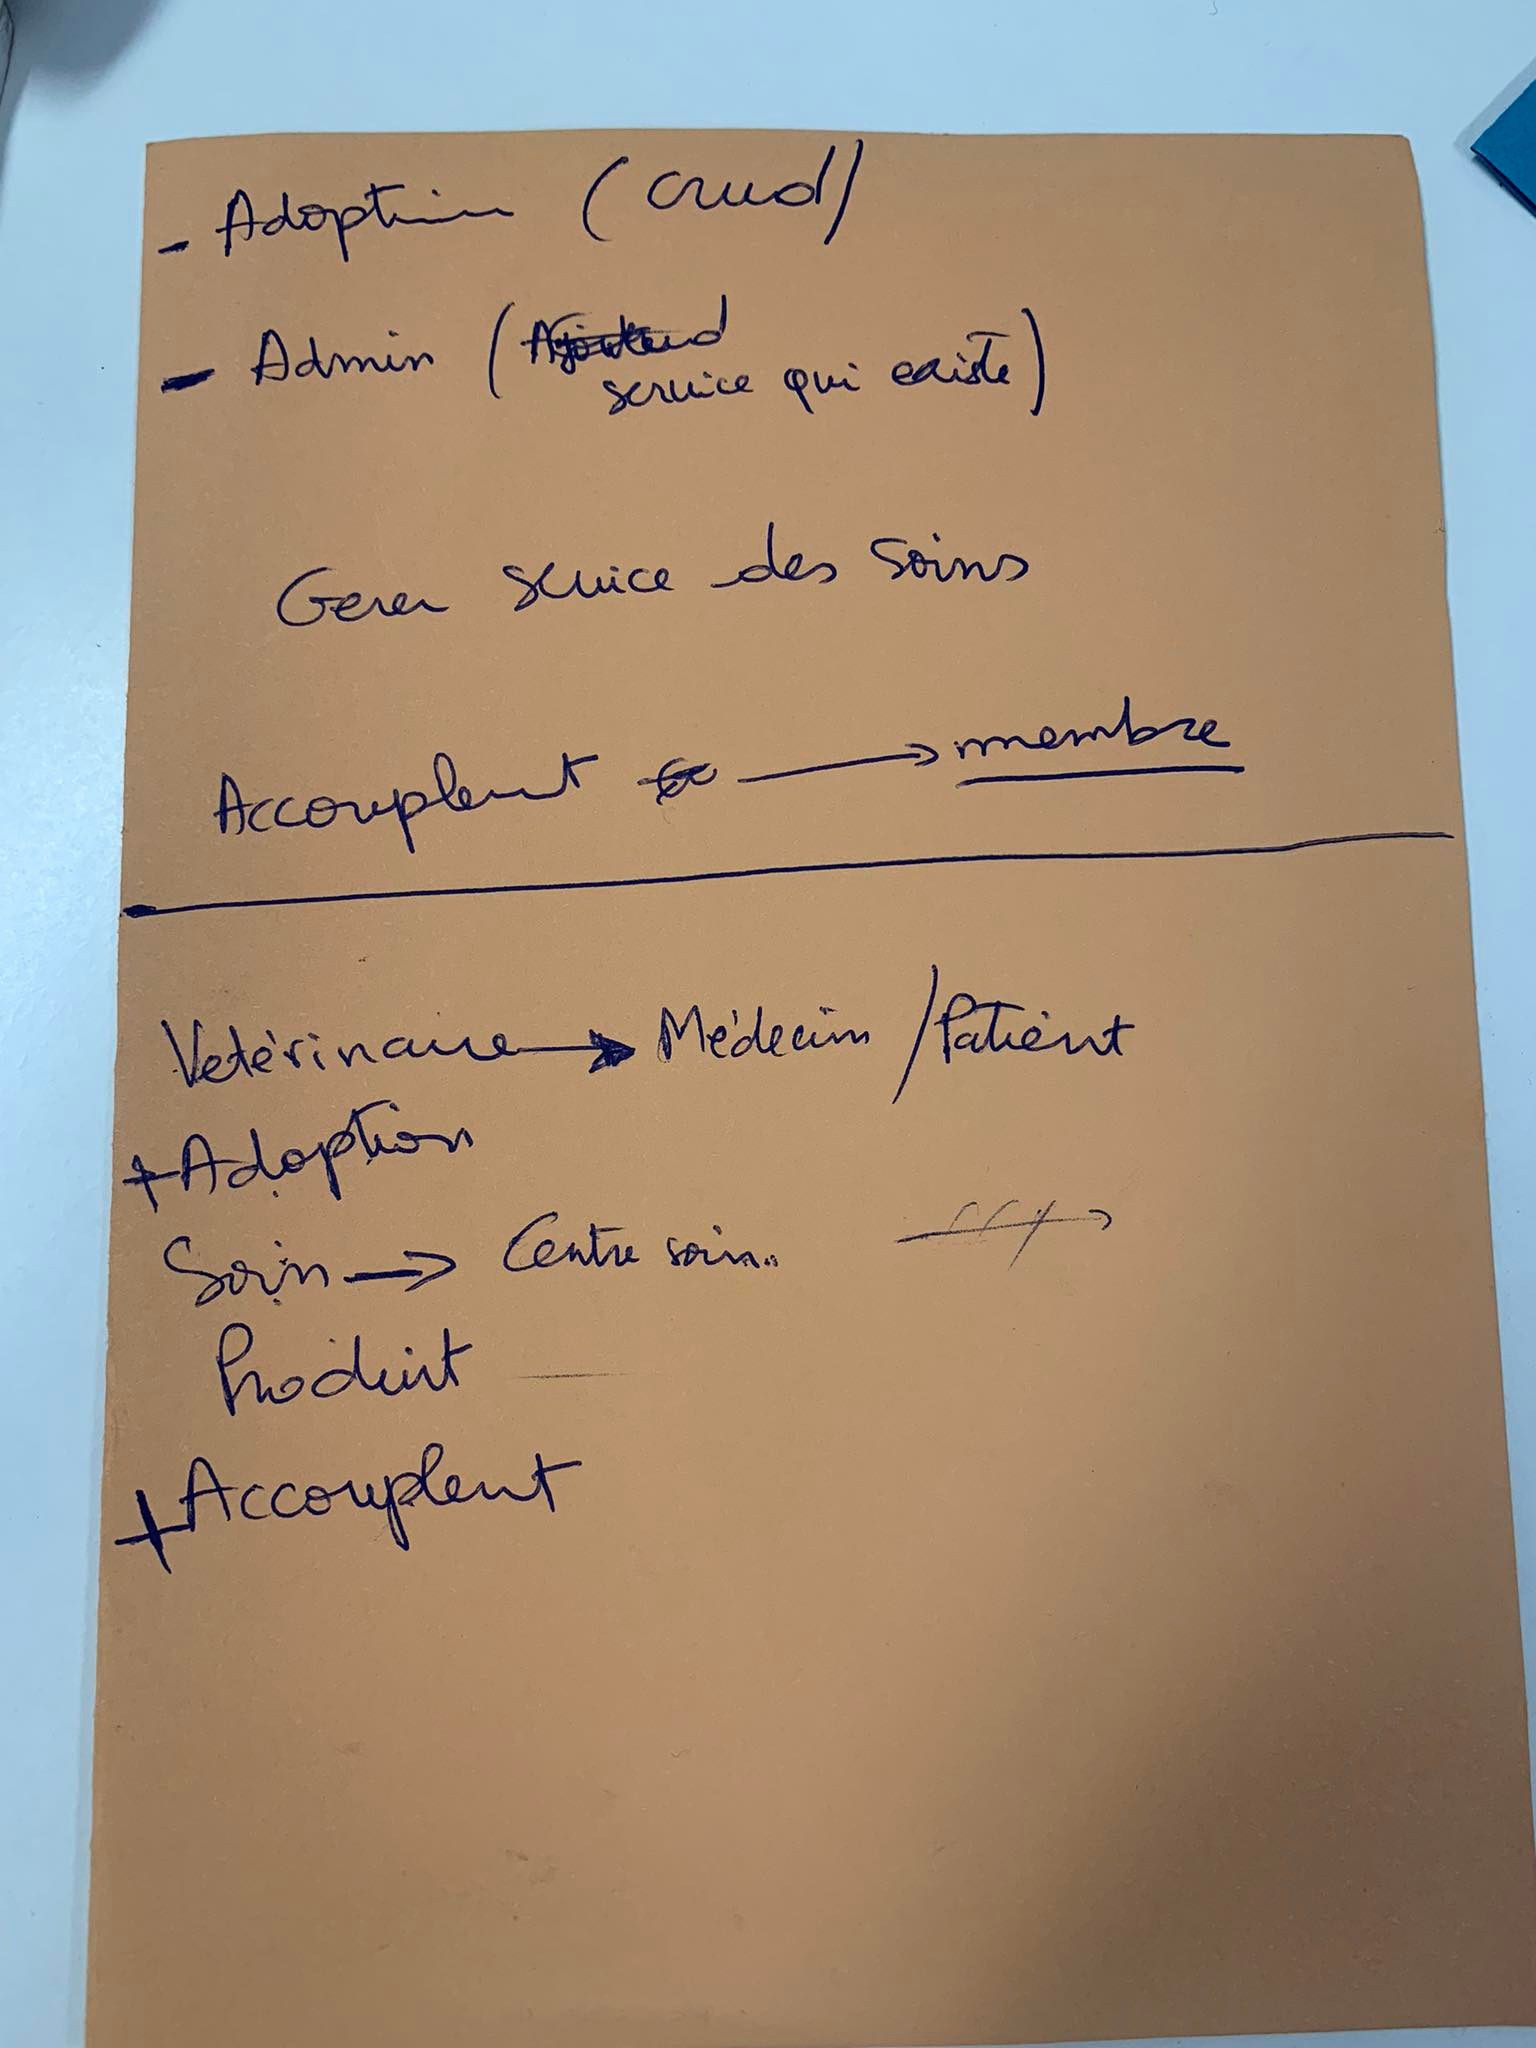 - Adoption (crud)
- Admin (
service qui existe)
Gerer service des soins
Accouplent → membre
Vetérinaire → Médecin / Patient
+ Adoption
Soin → Centre soin..
Produit
+ Accouplent